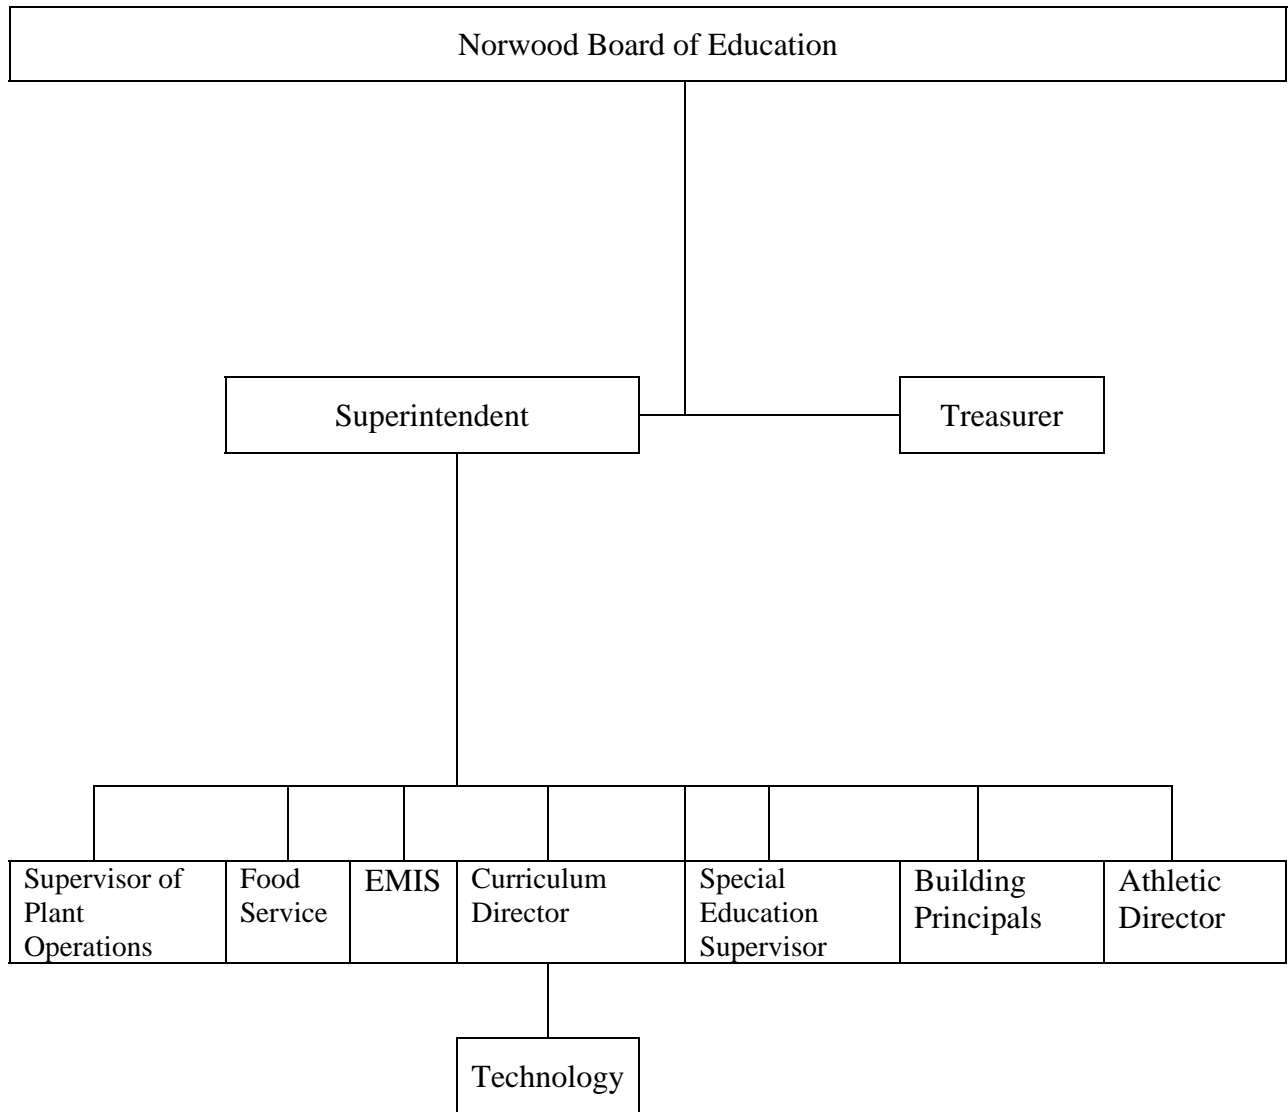 Norwood Board of Education
Superintendent
Treasurer
Supervisor of
Plant
Operations
Food
Service
EMIS
Curriculum
Director
Special
Education
Supervisor
Building
Principals
Athletic
Director
Technology